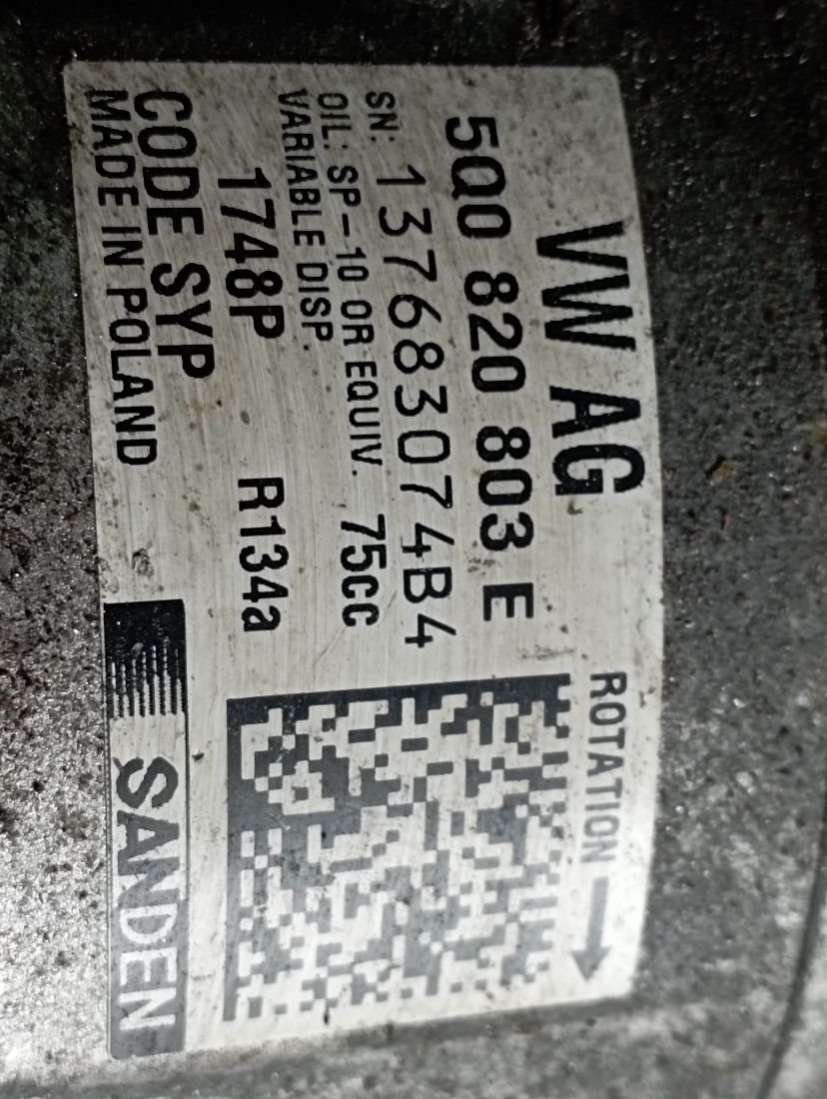 VW AG
5Q0 820 803 E
SN: 137683074B4
OIL: SP-10 OR EQUIV. 75CC
VARIABLE DISP.
1748P R134a
CODE SYP
MADE IN POLAND
ROTATION
SANDEN